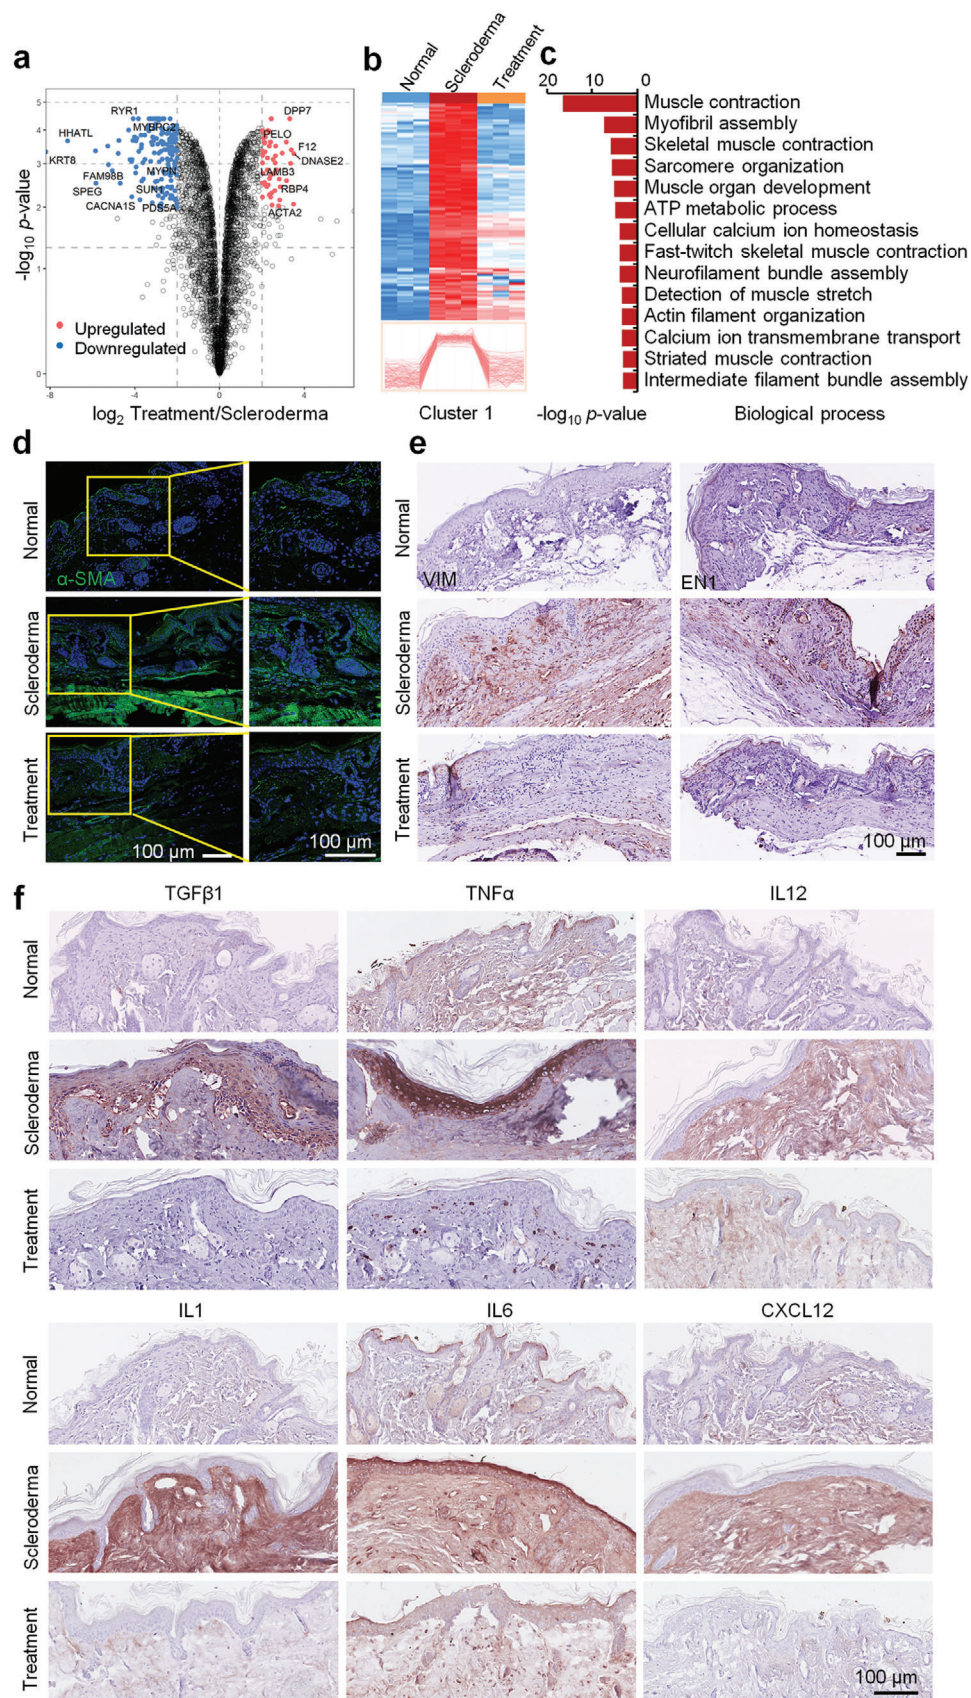 a
RYR1
DPP7
HHATL
MYBPC2
PELO
F12
KRT8
DNASE2
FAM98B
MYPN
LAMB3
SPEG
SUN1
RBP4
CACNA1S
PDS5A
ACTA2
5
4
3
2
1
0
-log10 p-value
Upregulated
Downregulated
-8
-4
0
4
log2 Treatment/Scleroderma
b
Normal
Scleroderma
Treatment
Cluster 1
c
20 10 0
Muscle contraction
Myofibril assembly
Skeletal muscle contraction
Sarcomere organization
Muscle organ development
ATP metabolic process
Cellular calcium ion homeostasis
Fast-twitch skeletal muscle contraction
Neurofilament bundle assembly
Detection of muscle stretch
Actin filament organization
Calcium ion transmembrane transport
Striated muscle contraction
Intermediate filament bundle assembly
-log10 p-value
Biological process
d
Normal
α-SMA
Scleroderma
Treatment
100 µm
100 µm
e
Normal
VIM
EN1
Scleroderma
Treatment
100 µm
f
TGFβ1
TNFα
IL12
Normal
Scleroderma
Treatment
IL1
IL6
CXCL12
Normal
Scleroderma
Treatment
100 µm